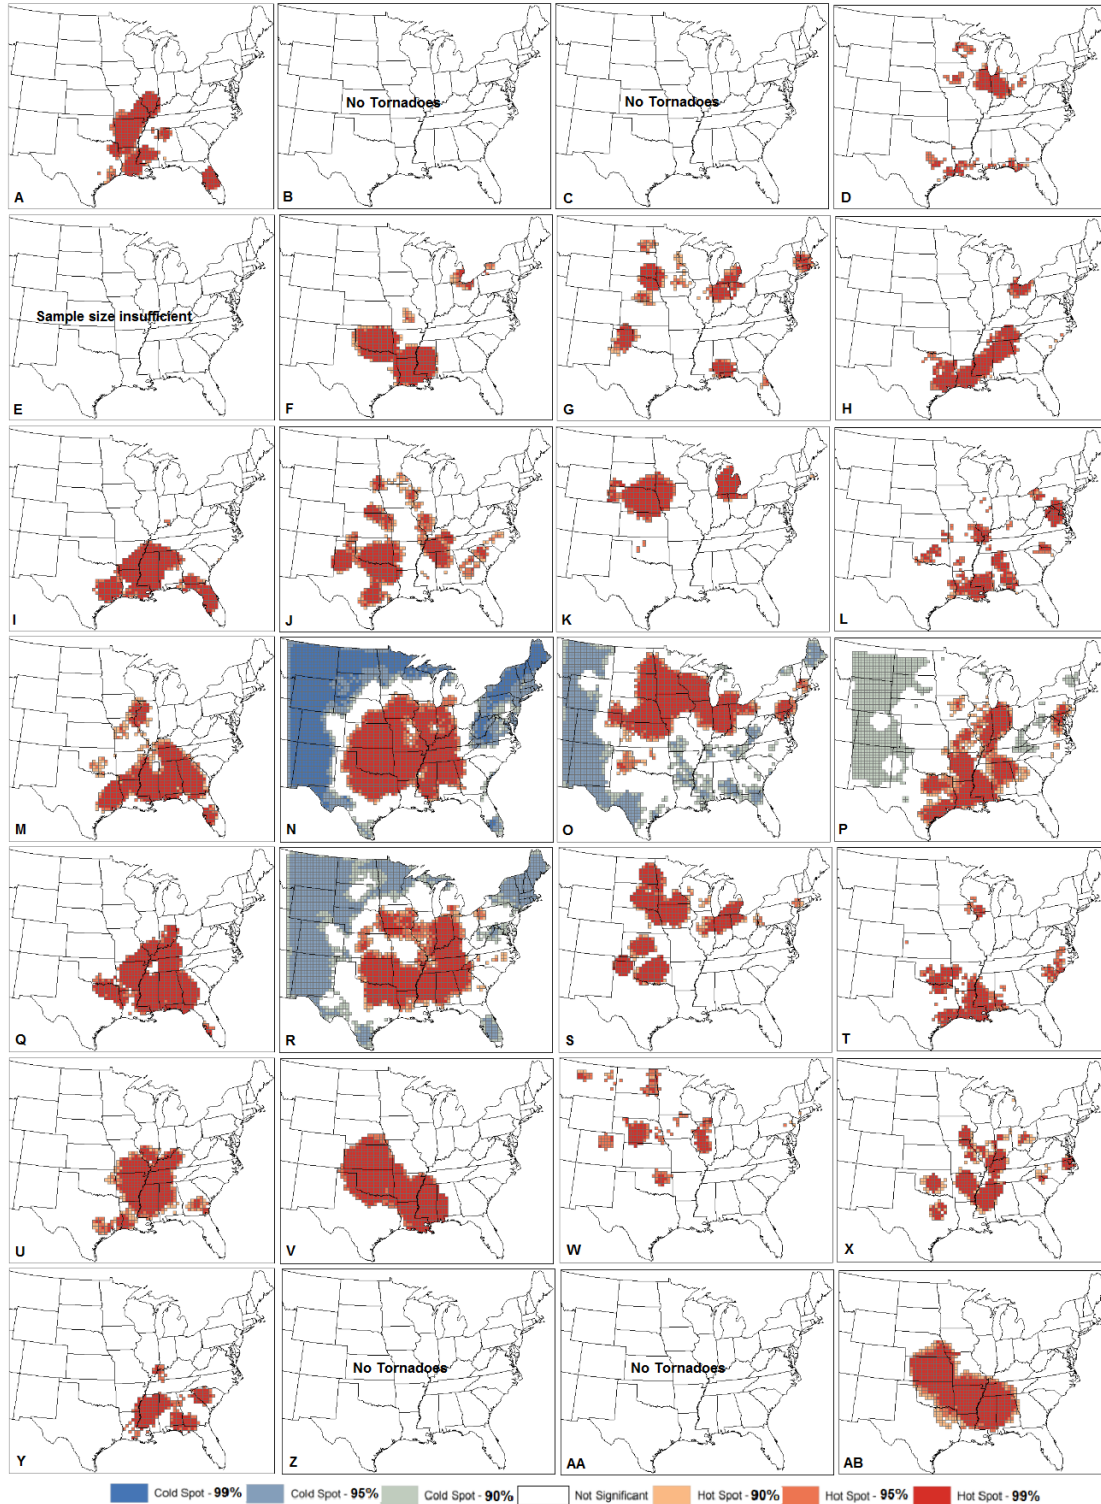 No Tornadoes
No Tornadoes
A
B
C
D
Sample size insufficient
E
F
G
H
I
J
K
L
M
N
O
P
Q
R
S
T
U
V
W
X
No Tornadoes
No Tornadoes
Y
Z
AA
AB
Cold Spot - 99% Cold Spot - 95% Cold Spot - 90% Not Significant Hot Spot - 90% Hot Spot - 95% Hot Spot - 99%